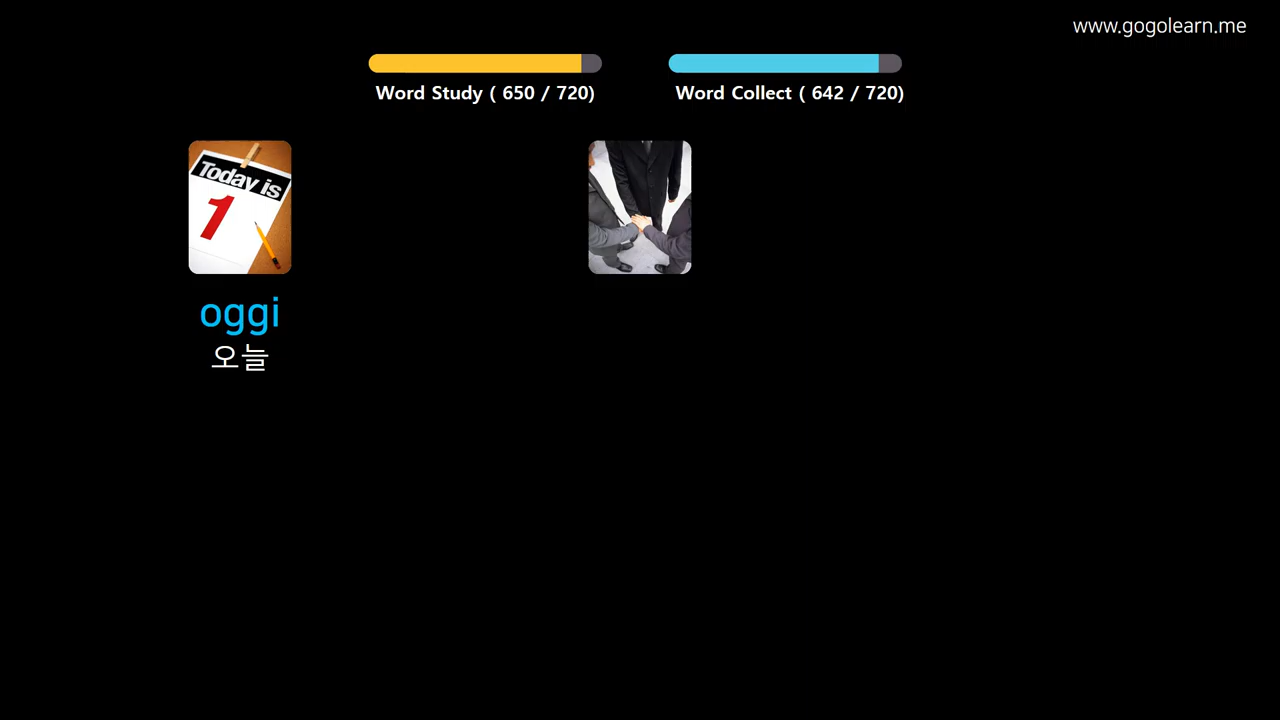 www.gogolearn.me
Word Study ( 650 / 720)
Word Collect ( 642 / 720)
Today is
1
oggi
오늘